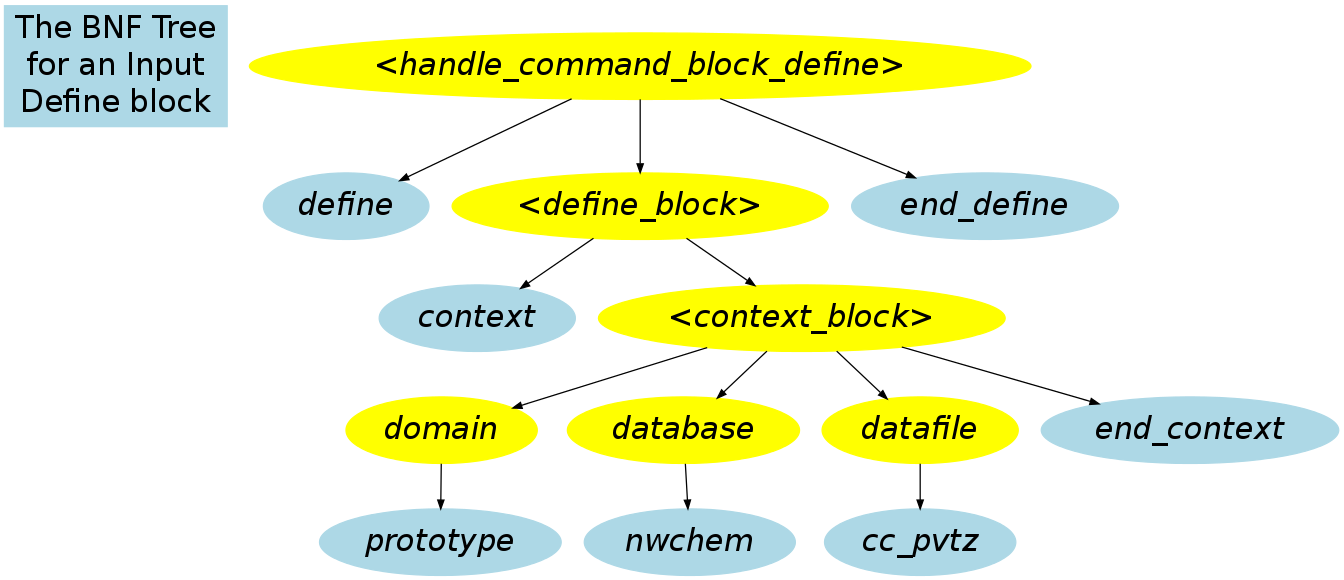 The BNF Tree
for an Input
Define block
<handle_command_block_define>
define
<define_block>
end_define
context
<context_block>
domain
database
datafile
end_context
prototype
nwchem
cc_pvtz